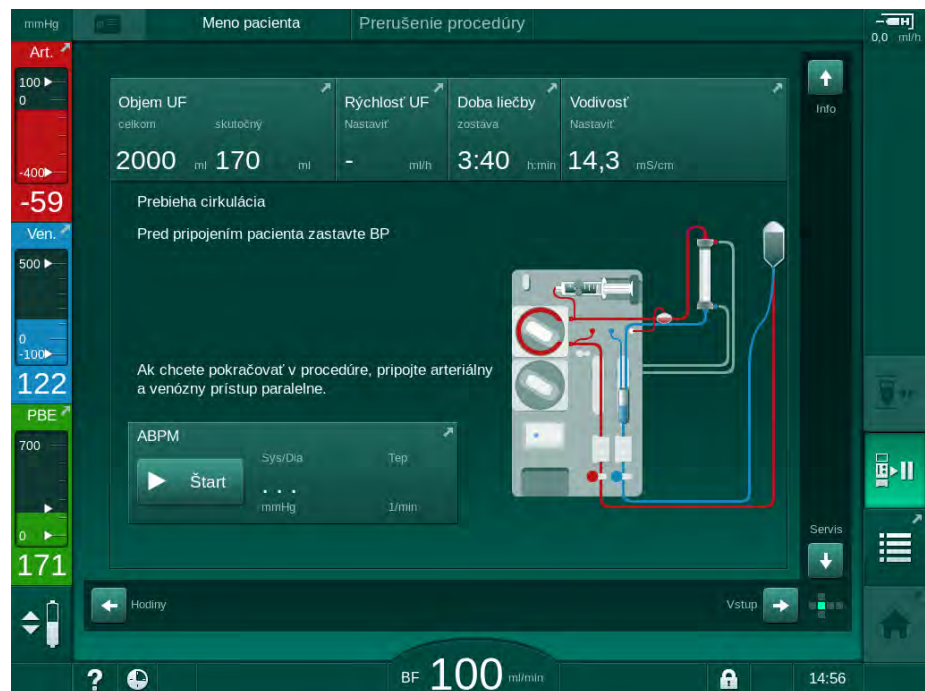 mmHg
Meno pacienta
Prerušenie procedúry
0,0 ml/h
Art.
100
0
-400
-59
Ven.
500
0
-100
122
PBE
700
0
171
Objem UF
celkom skutočný
2000 ml 170 ml
Rýchlosť UF
Nastaviť
- ml/h
Doba liečby
zostáva
3:40 h:min
Vodivosť
Nastaviť
14,3 mS/cm
Info
Prebieha cirkulácia
Pred pripojením pacienta zastavte BP
Ak chcete pokračovať v procedúre, pripojte arteriálny
a venózny prístup paralelne.
ABPM
Sys/Dia Tep
Štart
. . .
mmHg 1/min
Servis
Hodiny
Vstup
? BF 100 ml/min 14:56